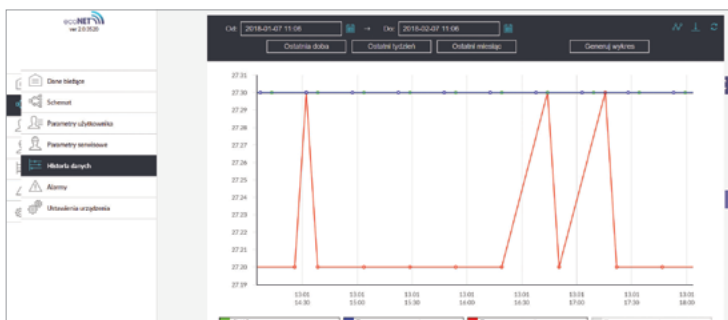 ecoNET
ver 2.0.3520
Dane bieżące
Schemat
Parametry użytkownika
Parametry serwisowe
Historia danych
Alarmy
Ustawienia urządzenia
Od: 2018-01-07 11:06 → Do: 2018-02-07 11:06
Ostatnia doba Ostatni tydzień Ostatni miesiąc Generuj wykres
27.31
27.30
27.29
27.28
27.27
27.26
27.25
27.24
27.23
27.22
27.21
27.20
27.19
13.01 13.01 13.01 13.01 13.01 13.01 13.01 13.01
14:30 15:00 15:30 16:00 16:30 17:00 17:30 18:00